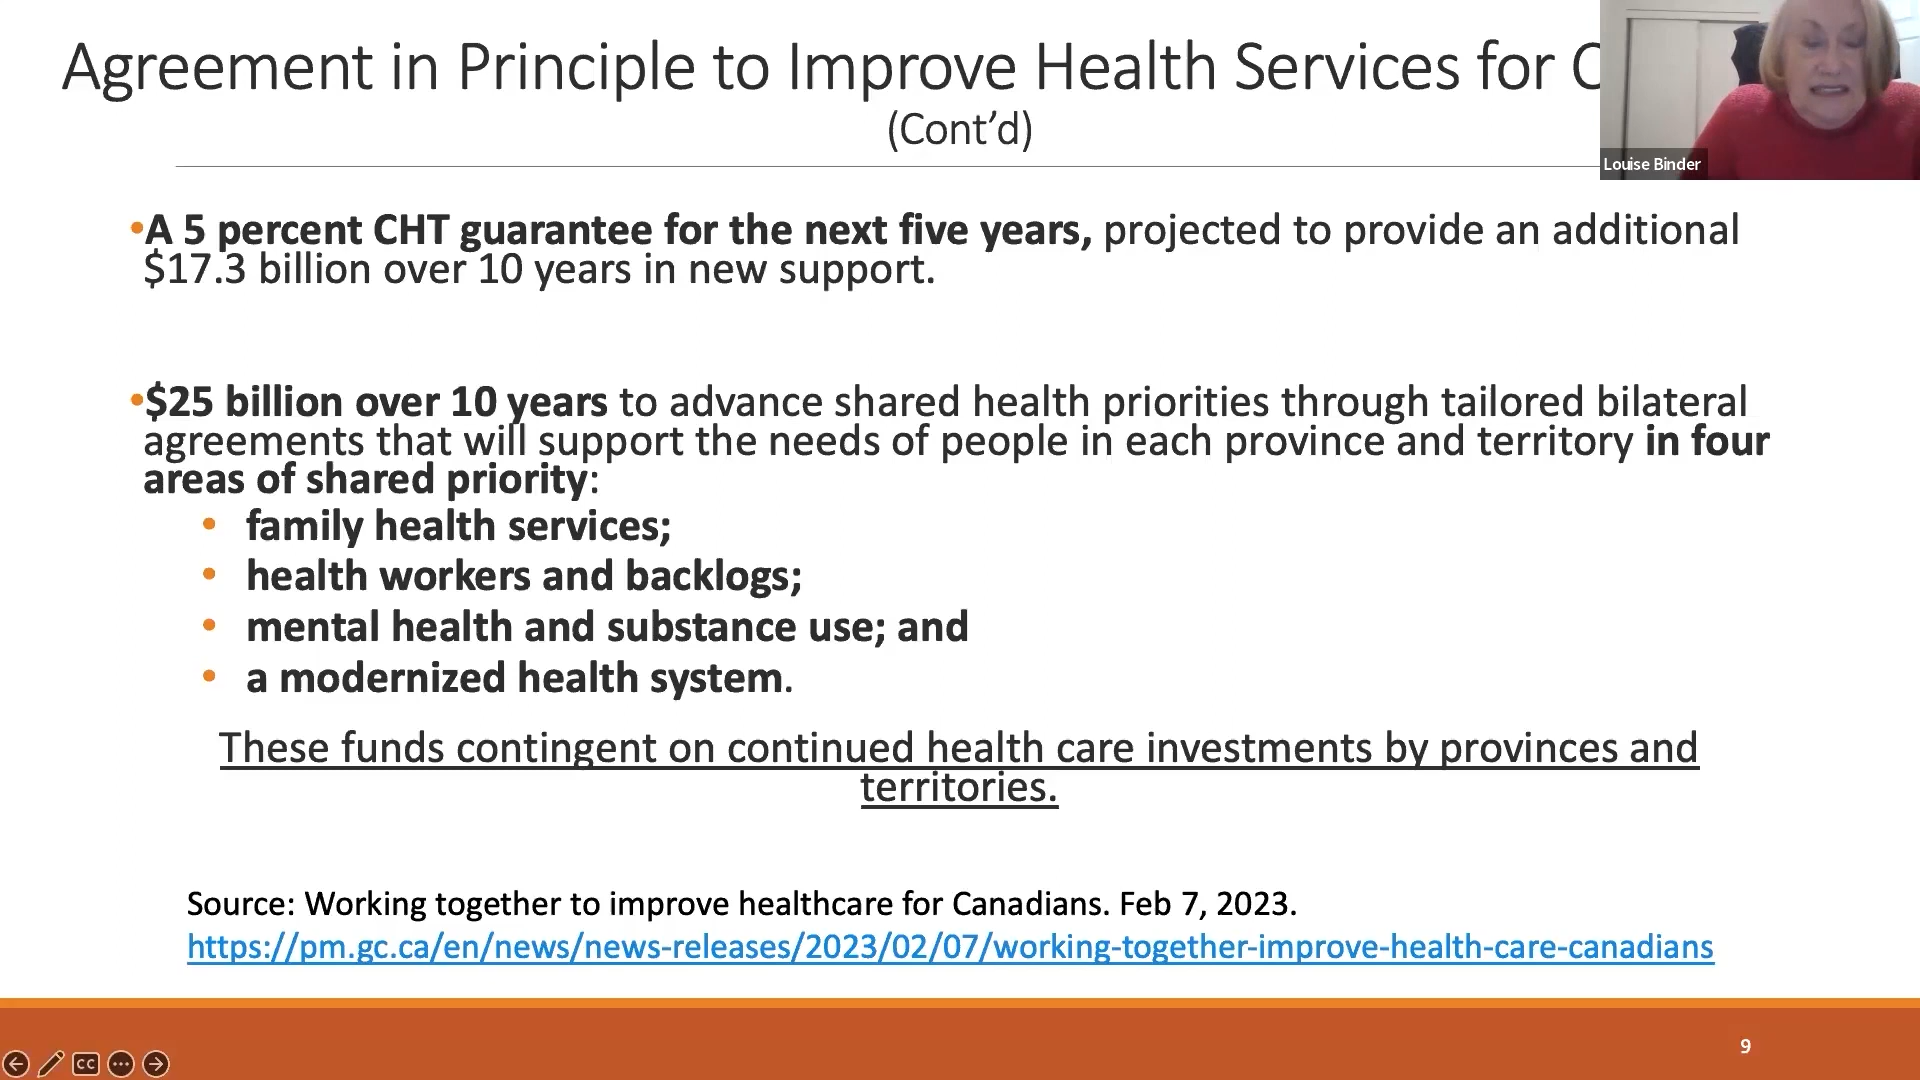 Agreement in Principle to Improve Health Services for C
(Cont’d)
Louise Binder
•A 5 percent CHT guarantee for the next five years, projected to provide an additional
$17.3 billion over 10 years in new support.
•$25 billion over 10 years to advance shared health priorities through tailored bilateral
agreements that will support the needs of people in each province and territory in four
areas of shared priority:
• family health services;
• health workers and backlogs;
• mental health and substance use; and
• a modernized health system.
These funds contingent on continued health care investments by provinces and
territories.
Source: Working together to improve healthcare for Canadians. Feb 7, 2023.
https://pm.gc.ca/en/news/news-releases/2023/02/07/working-together-improve-health-care-canadians
9
CC